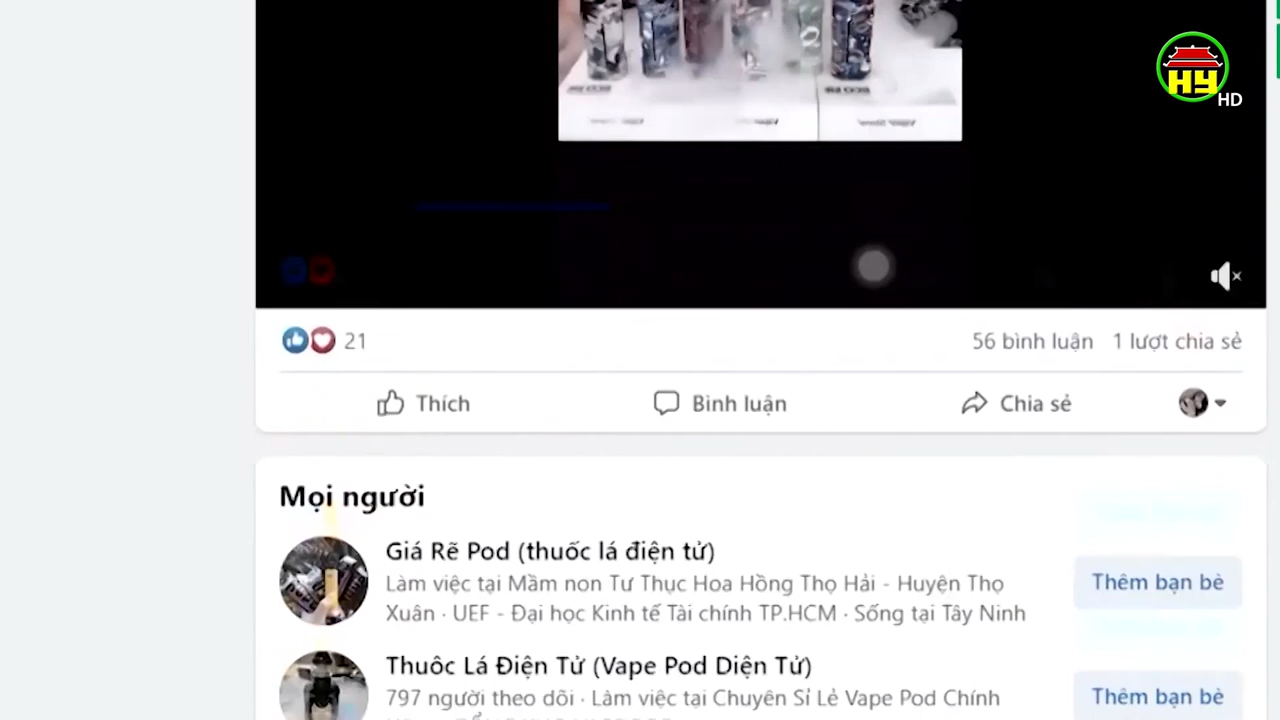 HY
HD
21
56 bình luận 1 lượt chia sẻ
Thích
Bình luận
Chia sẻ
Mọi người
Giá Rẽ Pod (thuốc lá điện tử)
Làm việc tại Mầm non Tư Thục Hoa Hồng Thọ Hải - Huyện Thọ
Xuân · UEF - Đại học Kinh tế Tài chính TP.HCM · Sống tại Tây Ninh
Thêm bạn bè
Thuôc Lá Điện Tử (Vape Pod Diện Tử)
797 người theo dõi · Làm việc tại Chuyên Sỉ Lẻ Vape Pod Chính
Thêm bạn bè